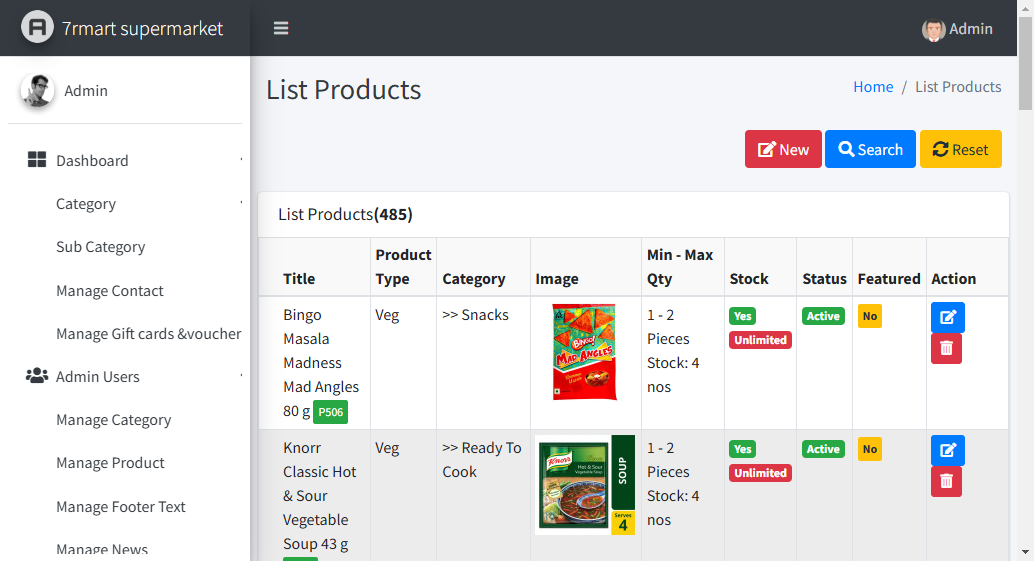 7rmart supermarket
Admin
Admin
List Products
Home / List Products
Dashboard
Category
Sub Category
Manage Contact
Manage Gift cards &voucher
Admin Users
Manage Category
Manage Product
Manage Footer Text
Manage News
New
Search
Reset
List Products(485)
Title
Product
Type
Category
Image
Min - Max
Qty
Stock
Status
Featured
Action
Bingo
Masala
Madness
Mad Angles
80 g P506
Veg
>> Snacks
BINGO!
MAD ANGLES
1 - 2
Pieces
Stock: 4
nos
Yes
Unlimited
Active
No
Knorr
Classic Hot
& Sour
Vegetable
Soup 43 g
Veg
>> Ready To
Cook
Knorr
Hot & Sour
Vegetable Soup
SOUP
Serves
4
1 - 2
Pieces
Stock: 4
nos
Yes
Unlimited
Active
No